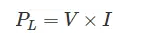 P_L = V × I